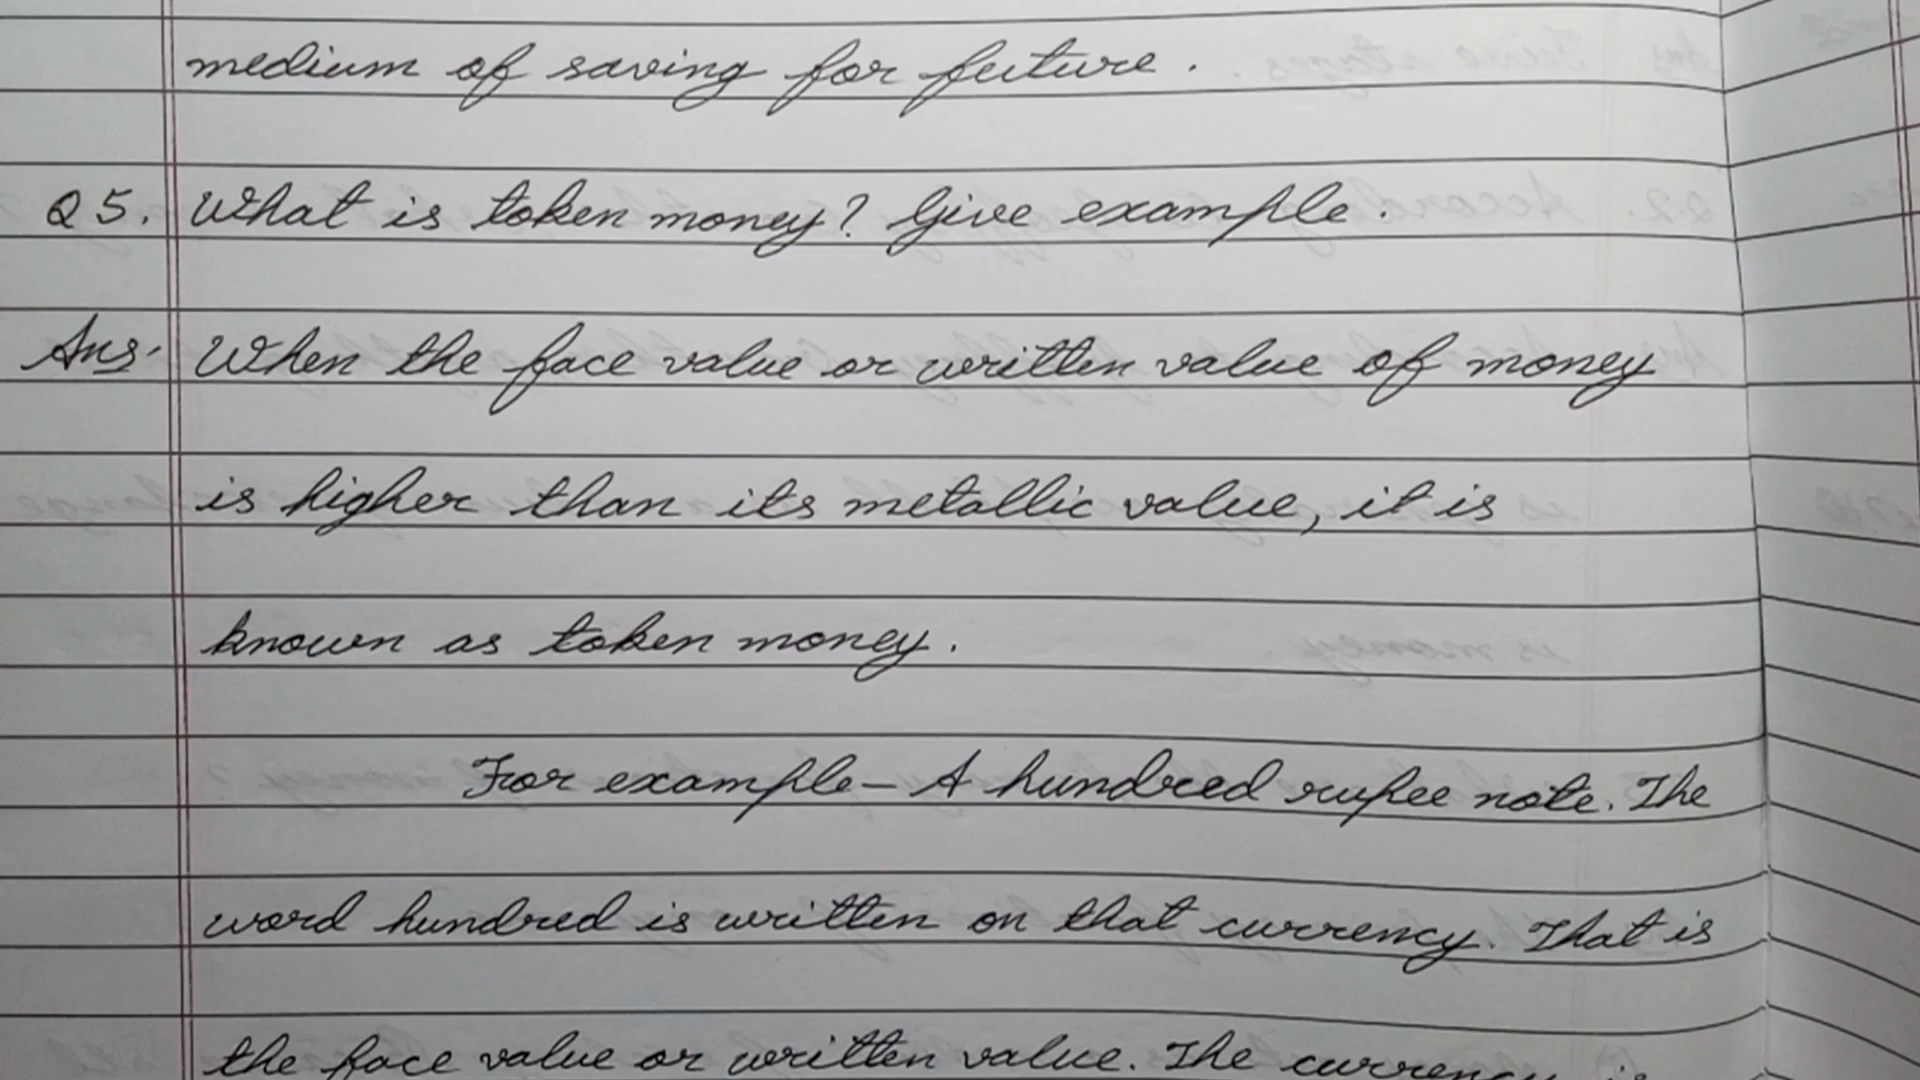 medium of saving for future.
Q5. What is token money? Give example.
Ans. When the face value or written value of money
is higher than its metallic value, it is
known as token money.
For example - A hundred rupee note. The
word hundred is written on that currency. That is
the face value or written value. The currency is